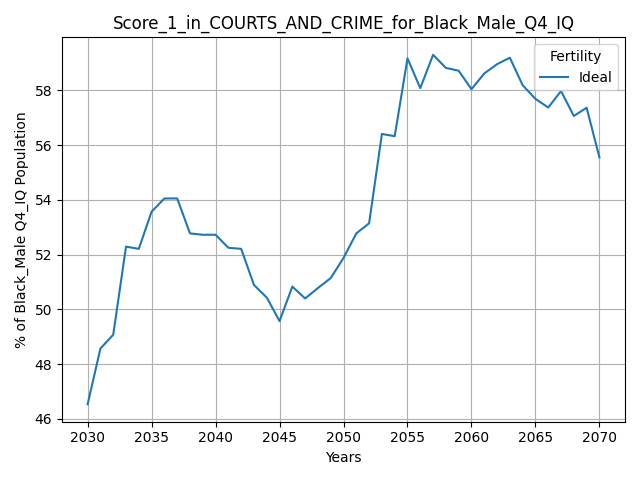 Score_1_in_COURTS_AND_CRIME_for_Black_Male_Q4_IQ
Fertility
Ideal
% of Black_Male Q4_IQ Population
58
56
54
52
50
48
46
2030 2035 2040 2045 2050 2055 2060 2065 2070
Years